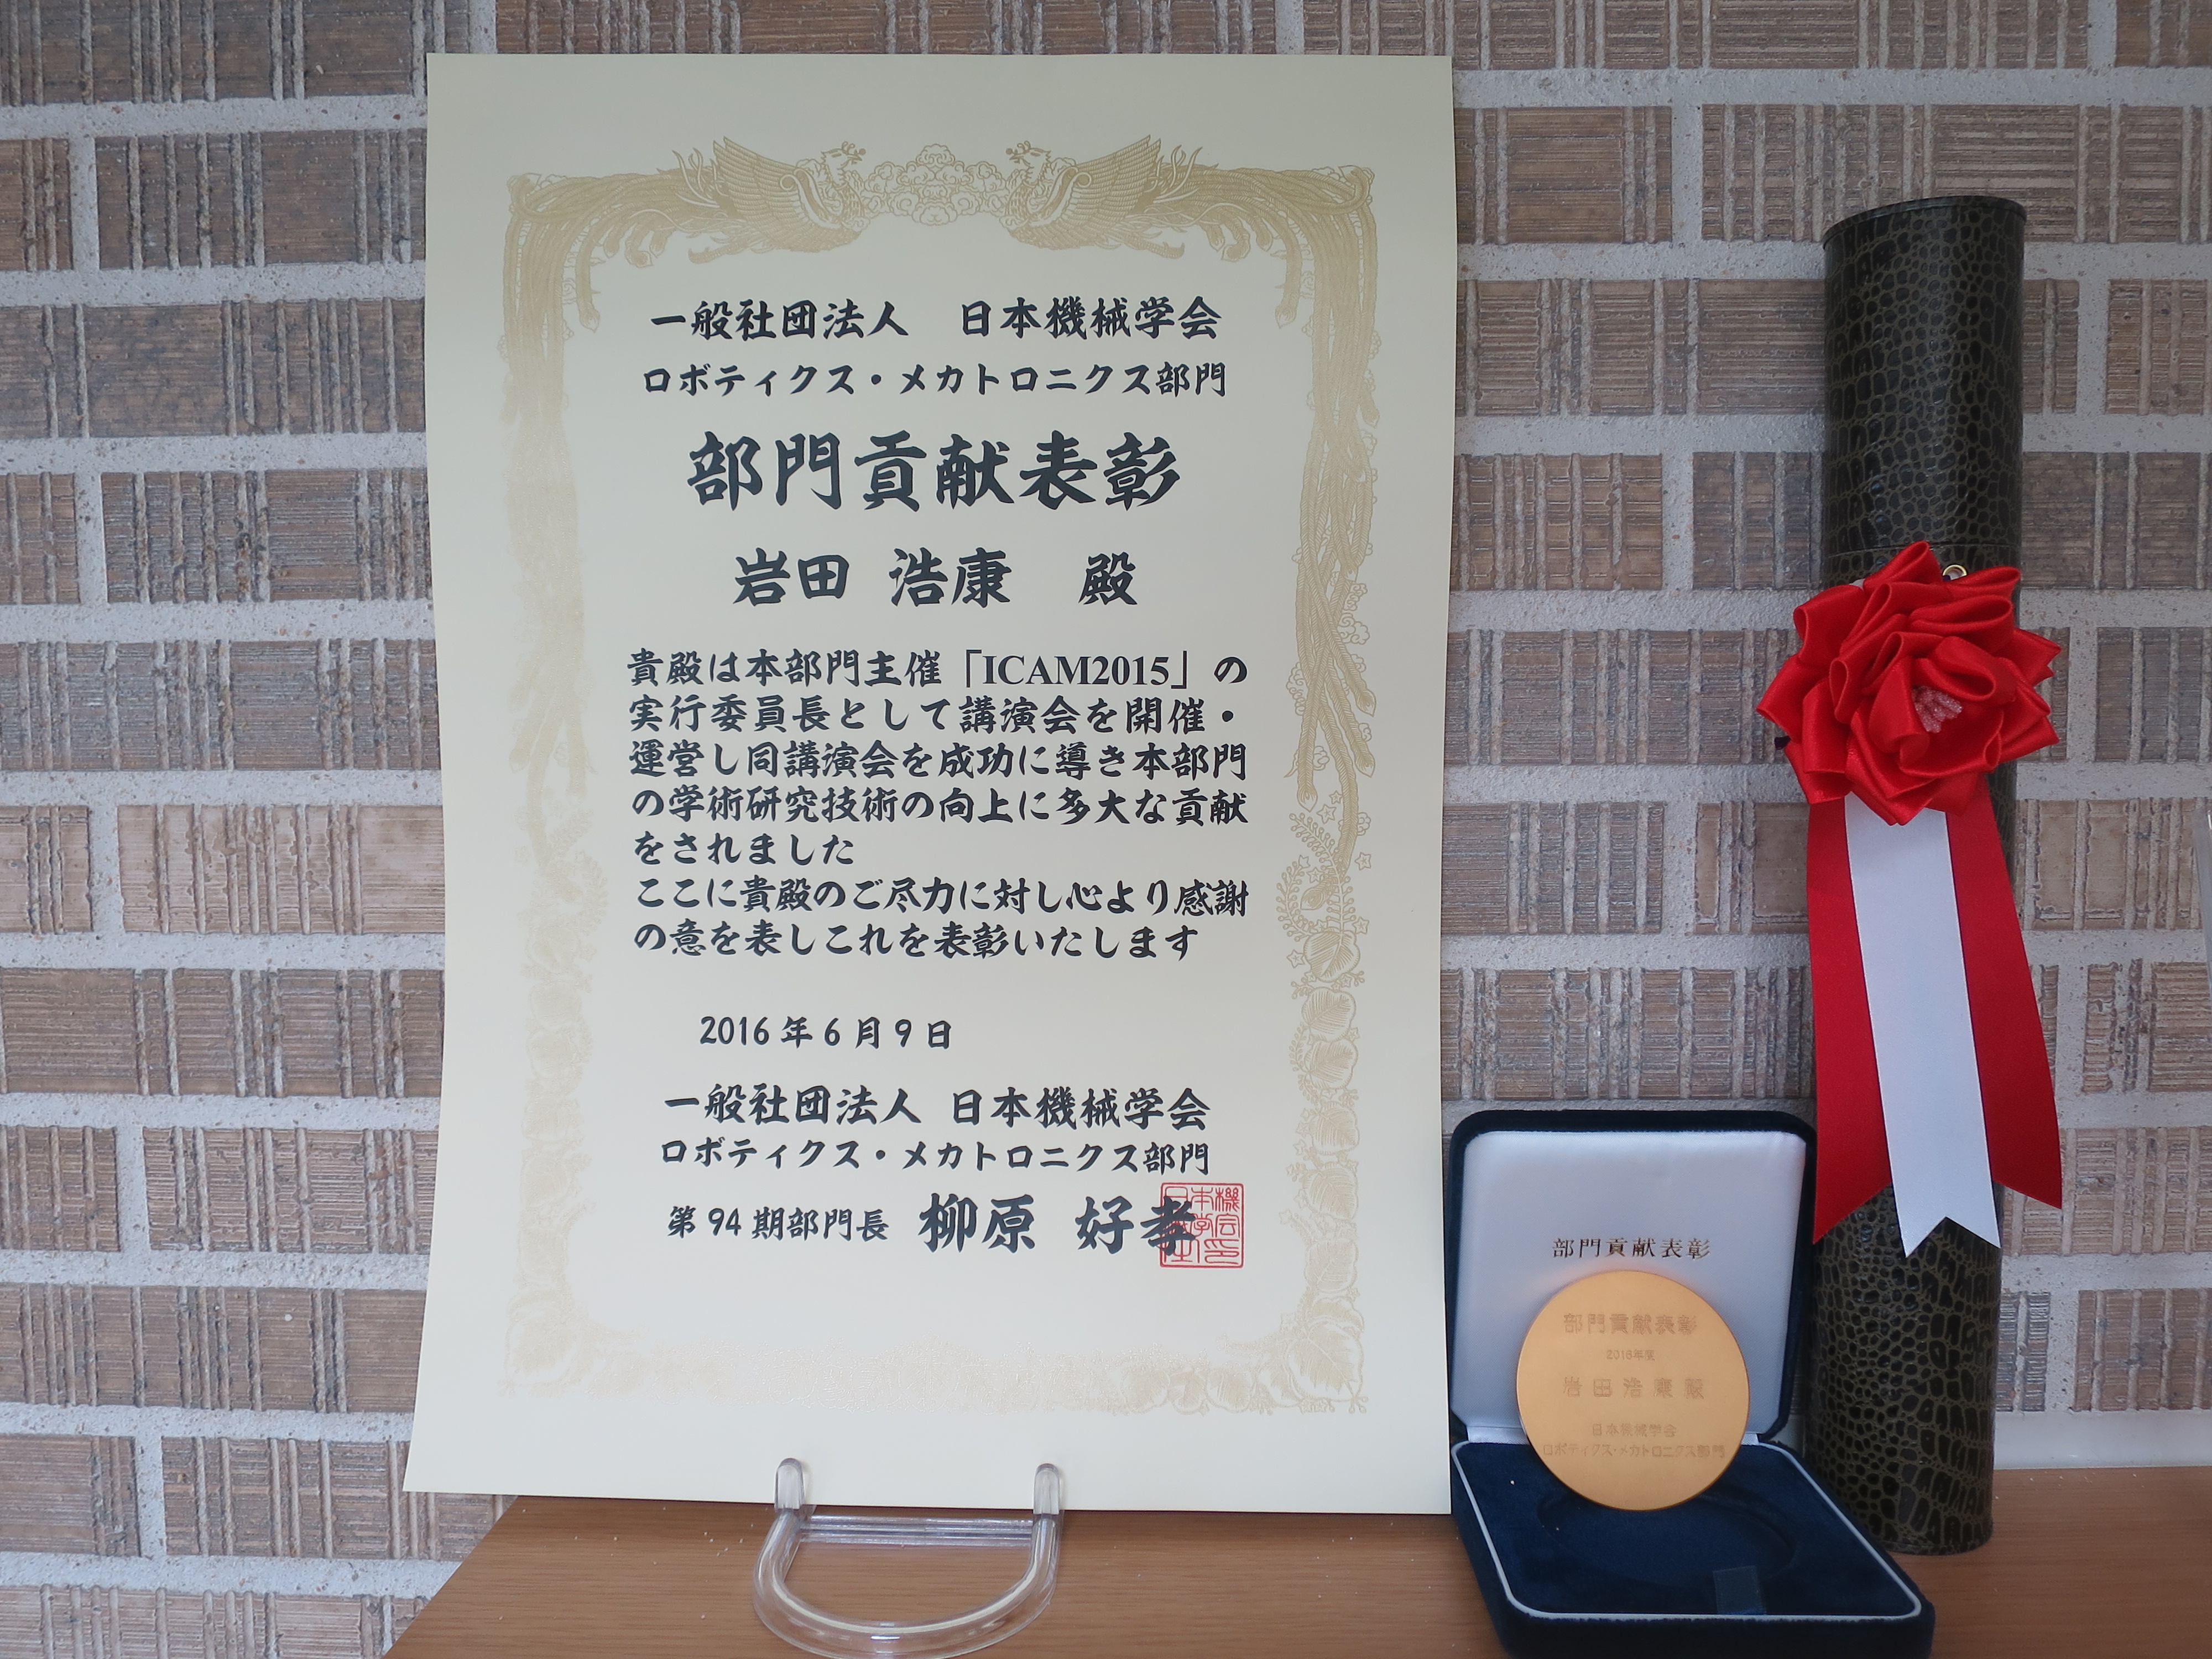 一般社団法人　日本機械学会
ロボティクス・メカトロニクス部門
部門貢献表彰
岩田 浩康　殿
貴殿は本部門主催「ICAM2015」の
実行委員長として講演会を開催・
運営し同講演会を成功に導き本部門
の学術研究技術の向上に多大な貢献
をされました
ここに貴殿のご尽力に対し心より感謝
の意を表しこれを表彰いたします
2016年6月9日
一般社団法人 日本機械学会
ロボティクス・メカトロニクス部門
第94期部門長 柳原 好孝
部門貢献表彰
部門貢献表彰
2016年度
岩田浩康殿
日本機械学会
ロボティクス・メカトロニクス部門